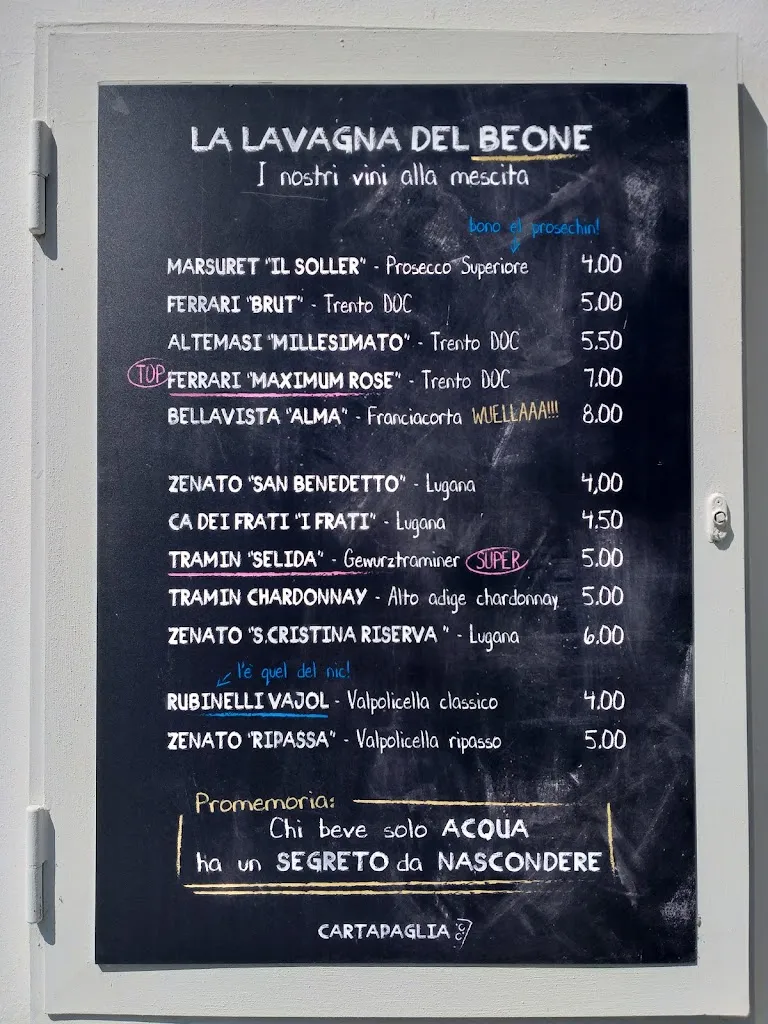 LA LAVAGNA DEL BEONE
I nostri vini alla mescita
bono el prosechin!
MARSURET "IL SOLLER" - Prosecco Superiore 4.00
FERRARI "BRUT" - Trento DOC 5.00
ALTEMASI "MILLESIMATO" - Trento DOC 5.50
TOP FERRARI "MAXIMUM ROSE" - Trento DOC 7.00
BELLAVISTA "ALMA" - Franciacorta WUELLAAA!!! 8.00
ZENATO "SAN BENEDETTO" - Lugana 4,00
CA DEI FRATI "I FRATI" - Lugana 4.50
TRAMIN "SELIDA" - Gewurztraminer SUPER 5.00
TRAMIN CHARDONNAY - Alto adige chardonnay 5.00
ZENATO "S.CRISTINA RISERVA " - Lugana 6.00
l'è quel del nic!
RUBINELLI VAJOL - Valpolicella classico 4.00
ZENATO "RIPASSA" - Valpolicella ripasso 5.00
Promemoria:
Chi beve solo ACQUA
ha un SEGRETO da NASCONDERE
CARTAPAGLIA